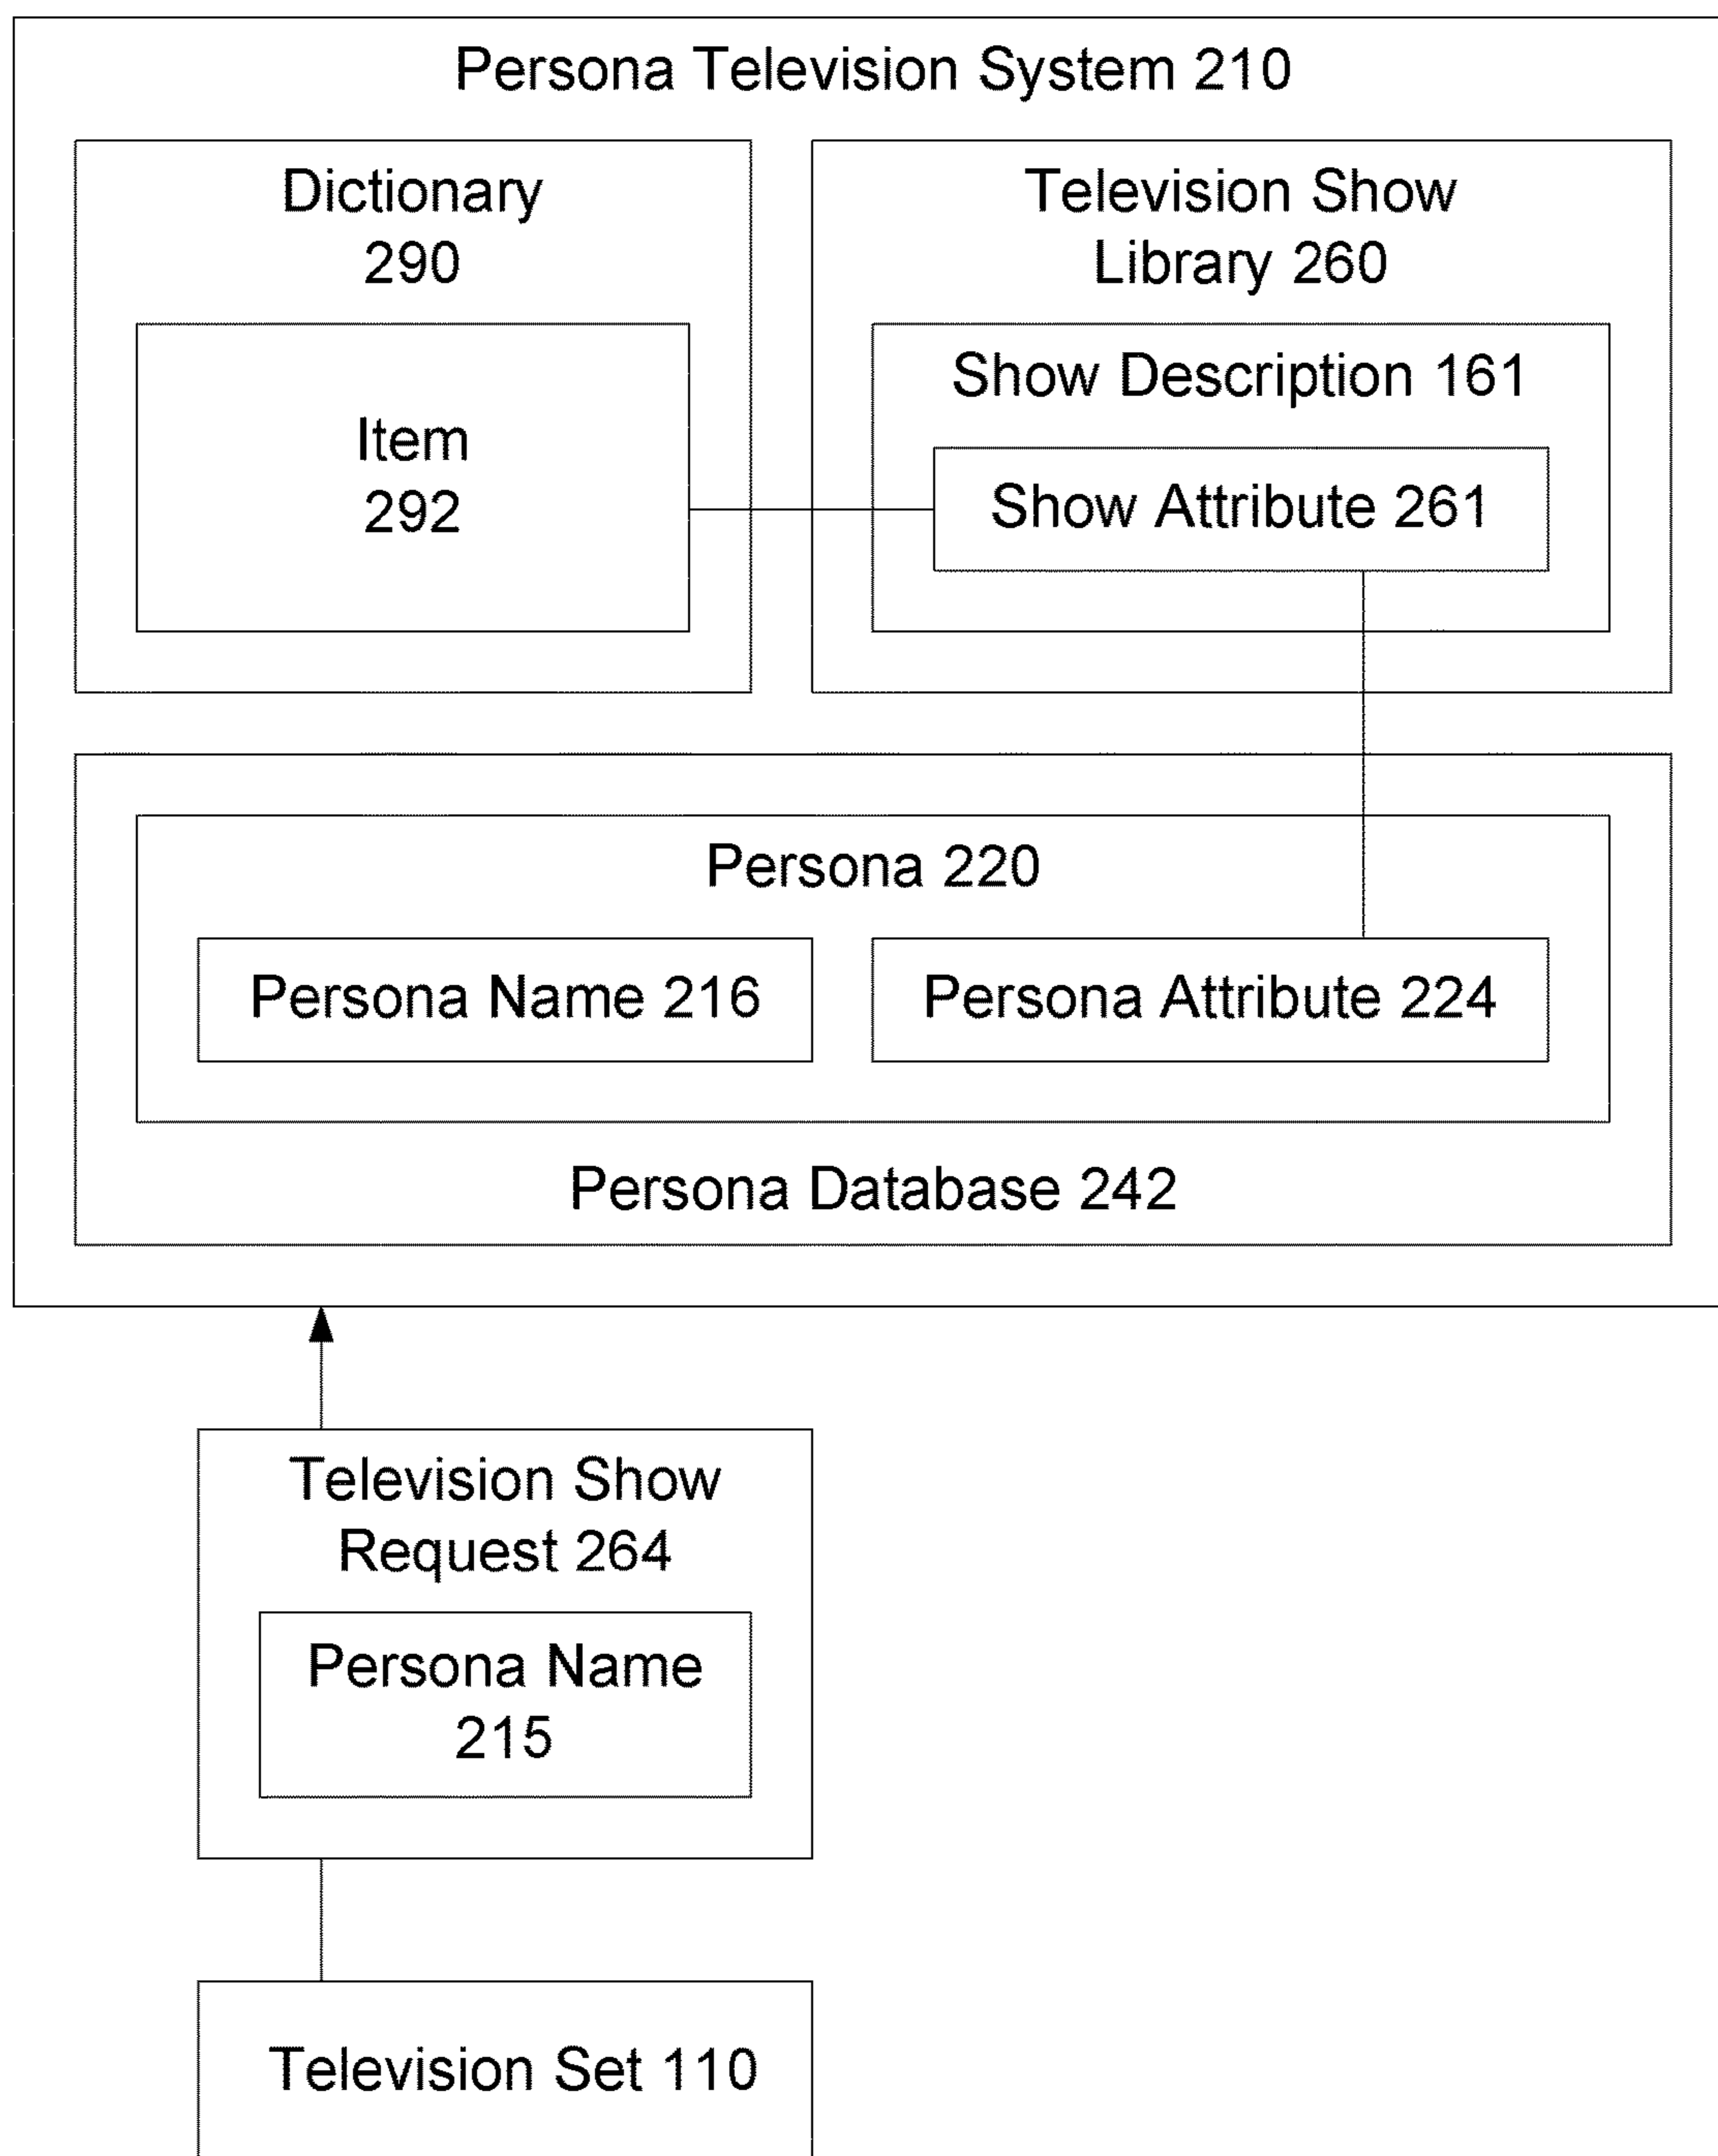 Persona Television System 210
Dictionary
290
Item
292
Television Show
Library 260
Show Description 161
Show Attribute 261
Persona 220
Persona Name 216
Persona Attribute 224
Persona Database 242
Television Show
Request 264
Persona Name
215
Television Set 110